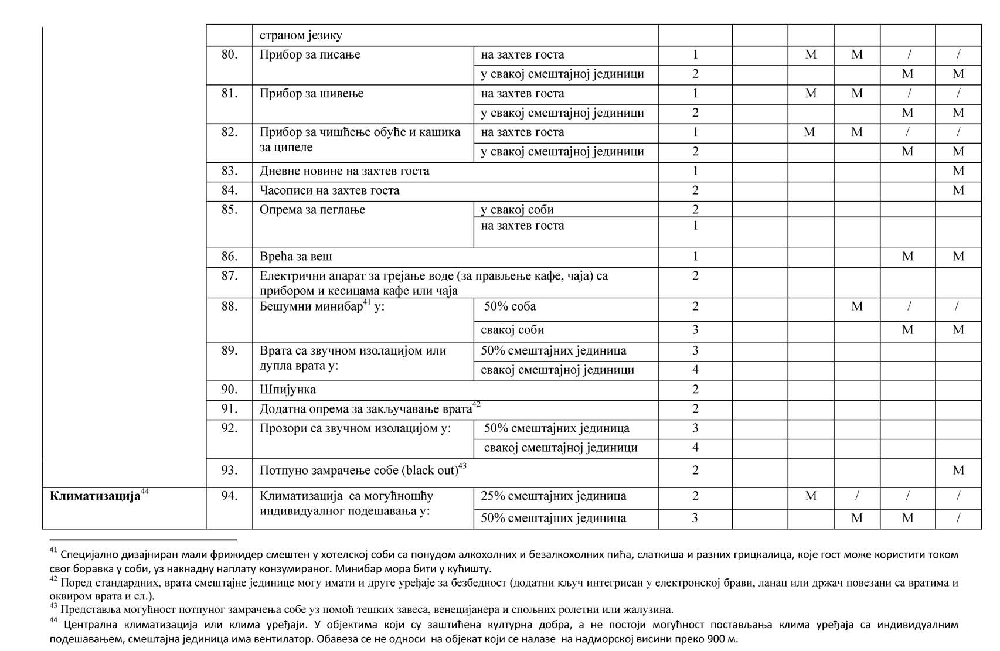 страном језику
80. Прибор за писање на захтев госта 1 М М / /
у свакој смештајној јединици 2 М М
81. Прибор за шивење на захтев госта 1 М М / /
у свакој смештајној јединици 2 М М
82. Прибор за чишћење обуће и кашика на захтев госта 1 М М / /
за ципеле у свакој смештајној јединици 2 М М
83. Дневне новине на захтев госта 1 М
84. Часописи на захтев госта 2 М
85. Опрема за пеглање у свакој соби 2
на захтев госта 1
86. Врећа за веш 1 М М
87. Електрични апарат за грејање воде (за прављење кафе, чаја) са 2
прибором и кесицама кафе или чаја
88. Бешумни минибар41 у: 50% соба 2 М / /
свакој соби 3 М М
89. Врата са звучном изолацијом или 50% смештајних јединица 3
дупла врата у: свакој смештајној јединици 4
90. Шпијунка 2
91. Додатна опрема за закључавање врата42 2
92. Прозори са звучном изолацијом у: 50% смештајних јединица 3
свакој смештајној јединици 4
93. Потпуно замрачење собе (black out)43 2 М
Климатизација44 94. Климатизација са могућношћу 25% смештајних јединица 2 М / / /
индивидуалног подешавања у: 50% смештајних јединица 3 М М /
41 Специјално дизајниран мали фрижидер смештен у хотелској соби са понудом алкохолних и безалкохолних пића, слаткиша и разних грицкалица, које гост може користити током
свог боравка у соби, уз накнадну наплату конзумираног. Минибар мора бити у кућишту.
42 Поред стандардних, врата смештајне јединице могу имати и друге уређаје за безбедност (додатни кључ интегрисан у електронској брави, ланац или држач повезани са вратима и
оквиром врата и сл.).
43 Представља могућност потпуног замрачења собе уз помоћ тешких завеса, венецијанера и спољних ролетни или жалузина.
44 Централна климатизација или клима уређаји. У објектима који су заштићена културна добра, а не постоји могућност постављања клима уређаја са индивидуалним
подешавањем, смештајна јединица има вентилатор. Обавеза се не односи на објекат који се налазе на надморској висини преко 900 м.